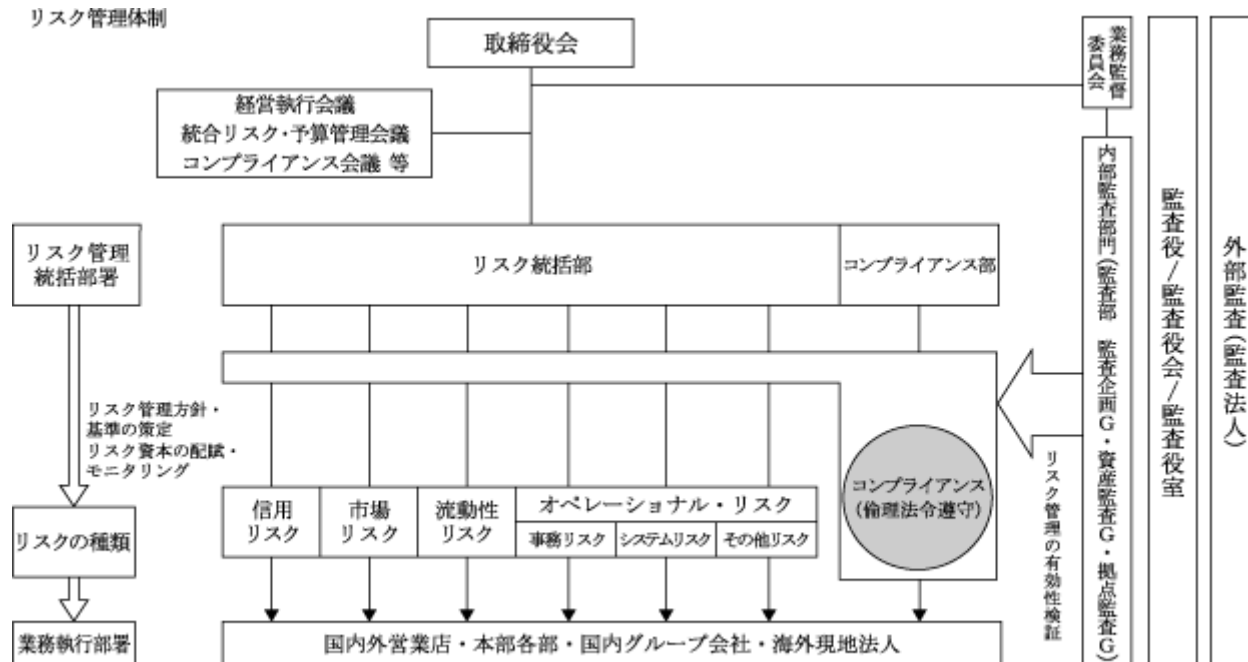 リスク管理体制
取締役会
業務監督
委員会
経営執行会議
統合リスク・予算管理会議
コンプライアンス会議 等
リスク管理
統括部署
リスク統括部
コンプライアンス部
内部監査部門(監査部 監査企画G・資産監査G・拠点監査G)
監査役/監査役会/監査役室
外部監査(監査法人)
リスク管理方針・
基準の策定
リスク資本の配賦・
モニタリング
リスク管理の有効性検証
リスクの種類
信用
リスク
市場
リスク
流動性
リスク
オペレーショナル・リスク
事務リスク
システムリスク
その他リスク
コンプライアンス
(倫理法令遵守)
業務執行部署
国内外営業店・本部各部・国内グループ会社・海外現地法人